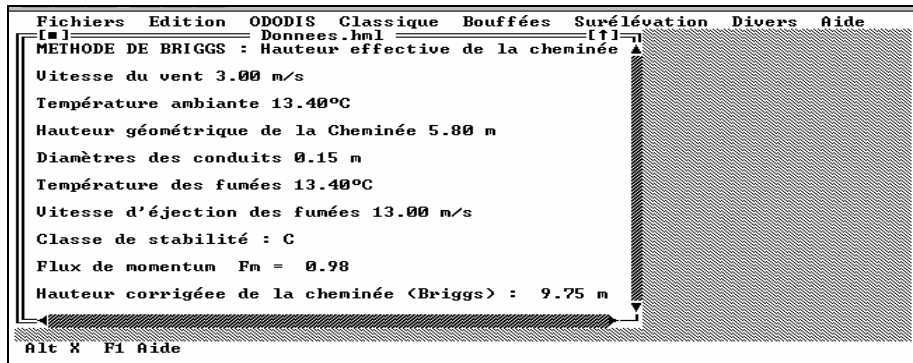 Fichiers Edition ODODIS Classique Bouffées Surélévation Divers Aide
[■] Donnees.hml [↑]
METHODE DE BRIGGS : Hauteur effective de la cheminée
Vitesse du vent 3.00 m/s
Température ambiante 13.40ºC
Hauteur géométrique de la Cheminée 5.80 m
Diamètres des conduits 0.15 m
Température des fumées 13.40ºC
Vitesse d'éjection des fumées 13.00 m/s
Classe de stabilité : C
Flux de momentum Fm = 0.98
Hauteur corrigéee de la cheminée (Briggs) : 9.75 m
Alt X F1 Aide